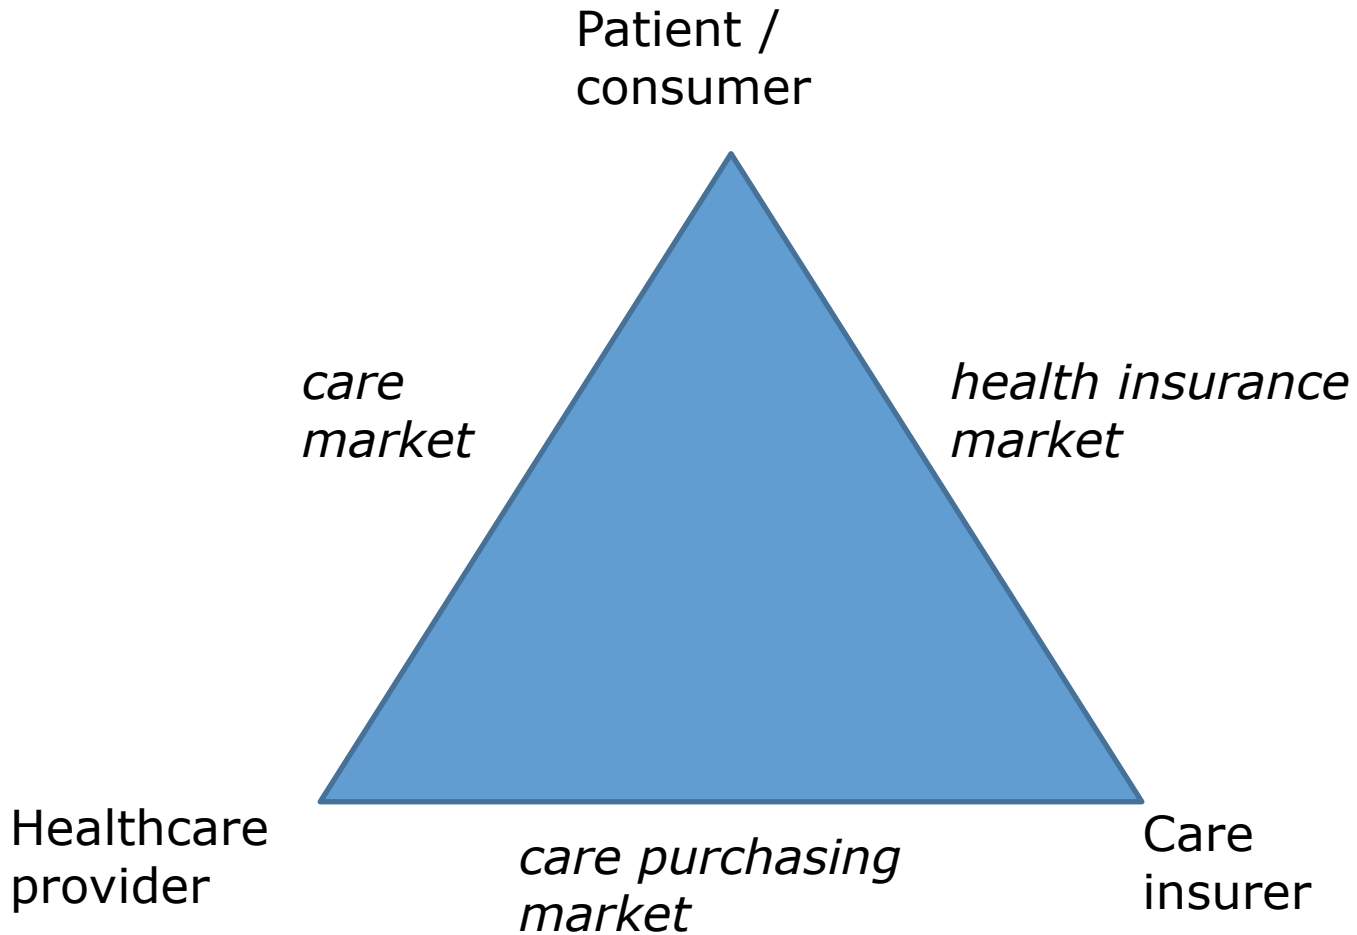 Patient /
consumer
care
market
health insurance
market
Healthcare
provider
care purchasing
market
Care
insurer